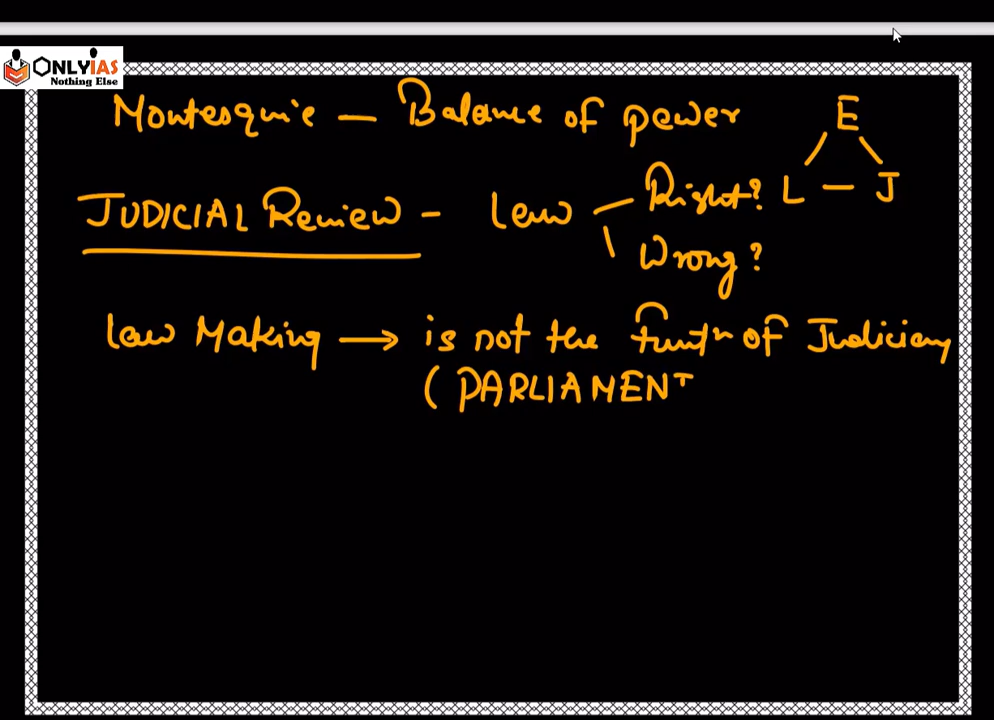 ONLYIAS
Nothing Else
Montesquie — Balance of power
E
L — J
JUDICIAL Review - Law
Right?
Wrong?
Law Making → is not the funtn of Judiciary
(PARLIAMENT